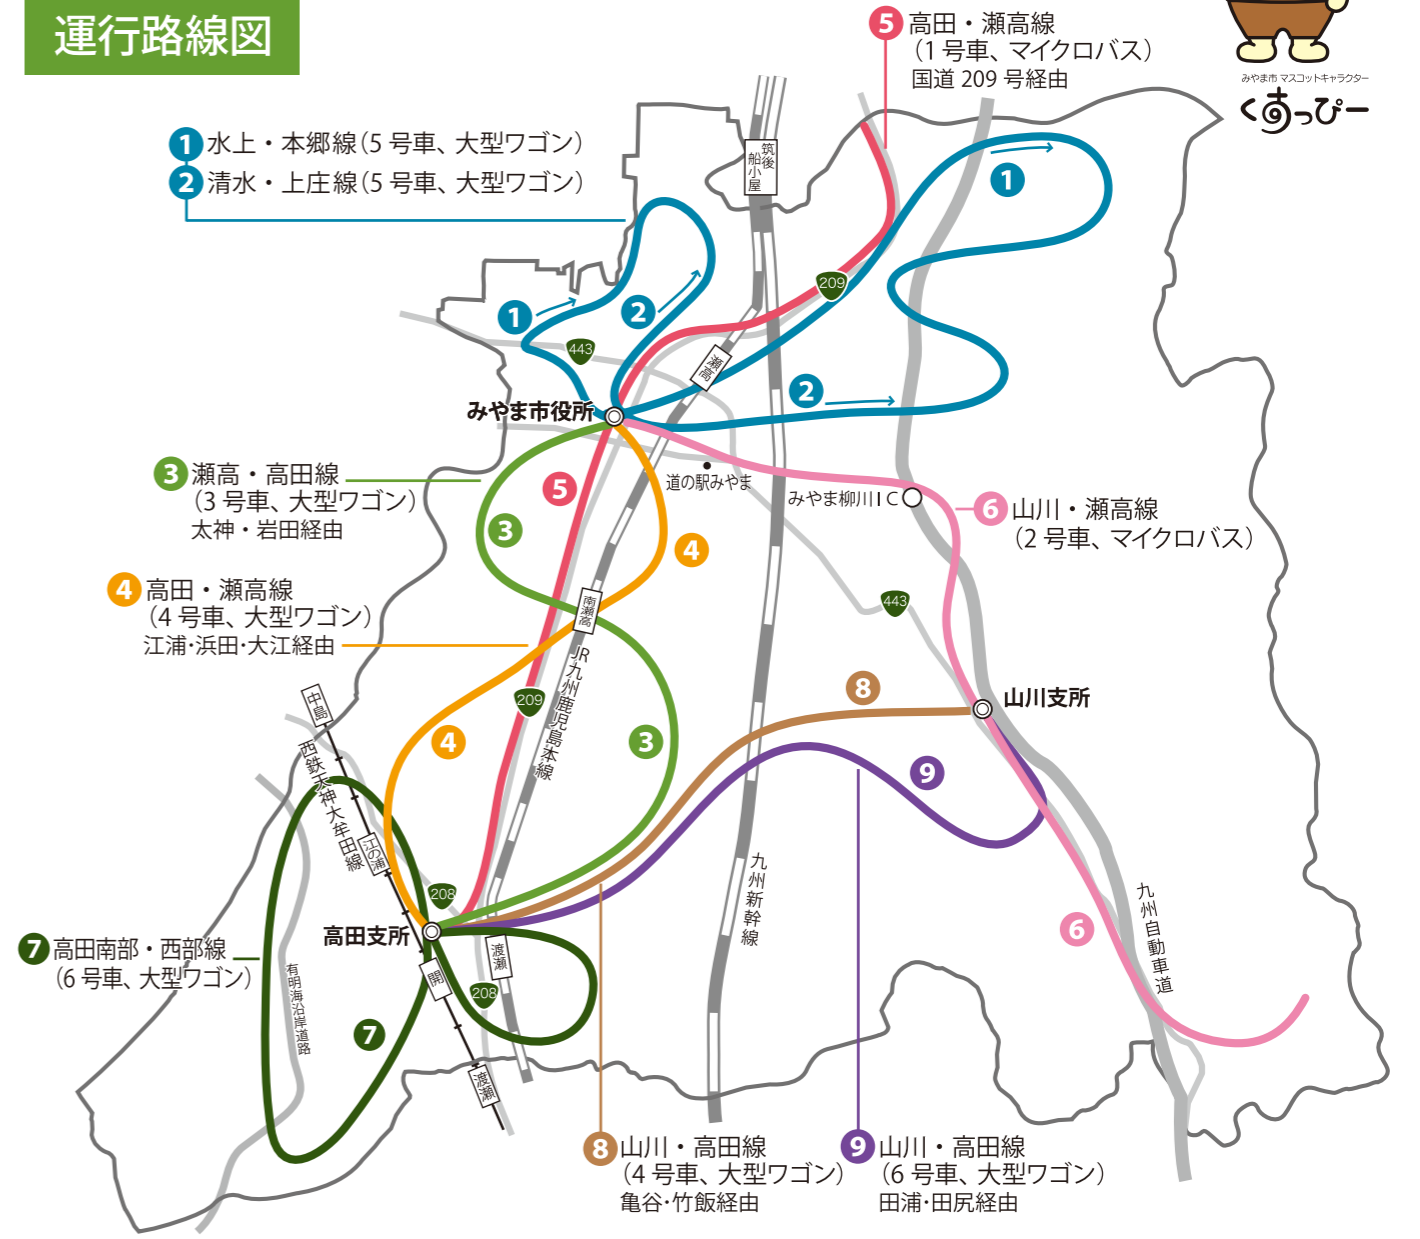 運行路線図
5 高田・瀬高線
(1号車、マイクロバス)
国道209号経由
みやま市 マスコットキャラクター
くすっぴー
1 水上・本郷線(5号車、大型ワゴン)
2 清水・上庄線(5号車、大型ワゴン)
筑後
船小屋
1
209
1
2
443
瀬高
2
みやま市役所
3 瀬高・高田線
(3号車、大型ワゴン)
太神・岩田経由
5
道の駅みやま
みやま柳川IC
6 山川・瀬高線
(2号車、マイクロバス)
3
4
4 高田・瀬高線
(4号車、大型ワゴン)
江浦・浜田・大江経由
南瀬高
443
JR九州鹿児島本線
中島
209
8
山川支所
西鉄天神大牟田線
4
3
9
江の浦
208
九州新幹線
九州自動車道
6
高田支所
7 高田南部・西部線
(6号車、大型ワゴン)
渡瀬
開
208
有明海沿岸道路
7
渡瀬
8 山川・高田線
(4号車、大型ワゴン)
亀谷・竹飯経由
9 山川・高田線
(6号車、大型ワゴン)
田浦・田尻経由